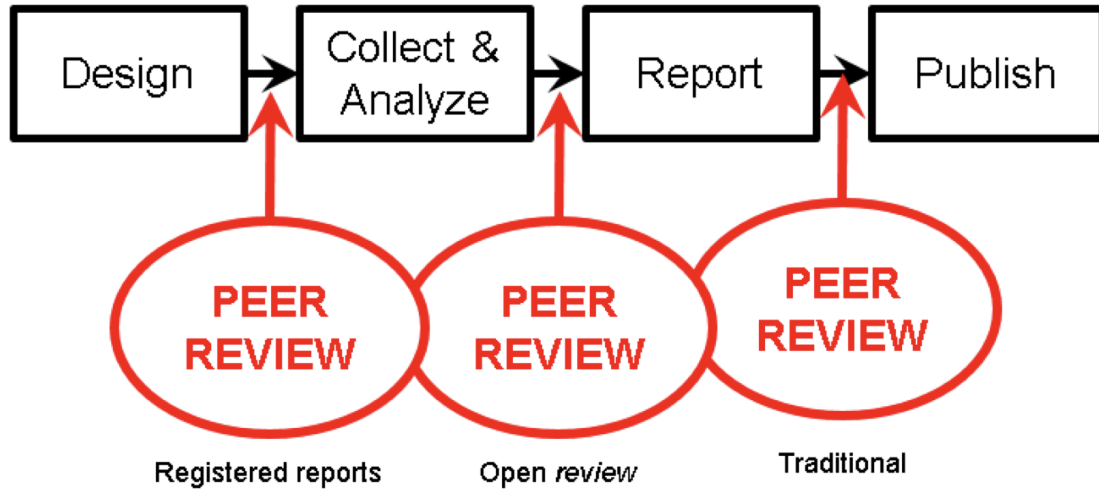 Design
Collect &
Analyze
Report
Publish
PEER
REVIEW
PEER
REVIEW
PEER
REVIEW
Registered reports
Open review
Traditional